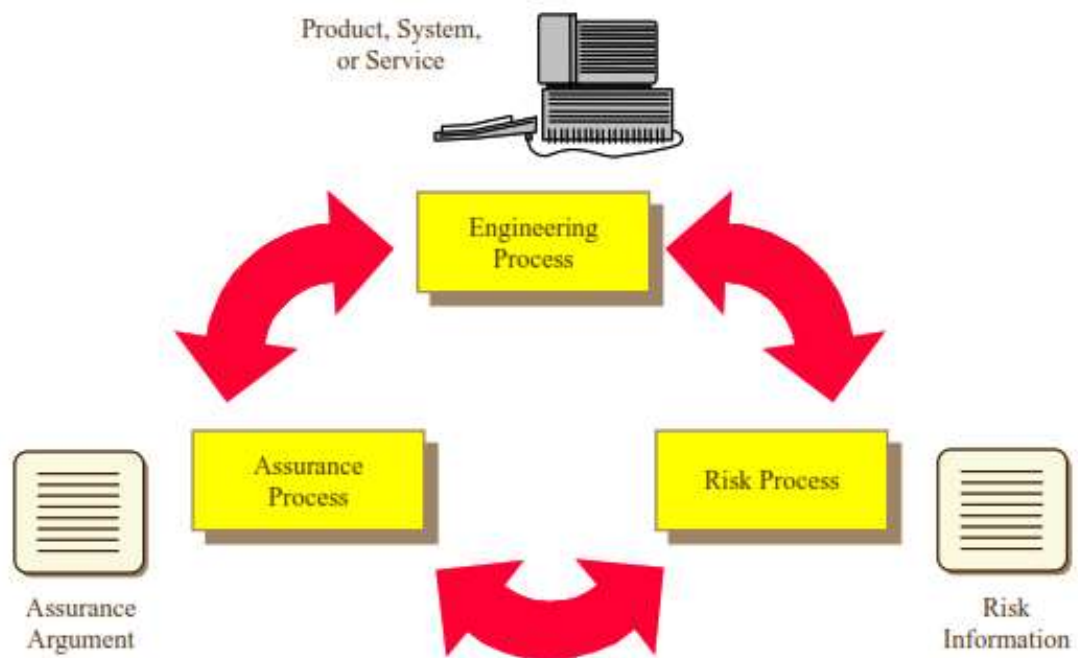 Product, System,
or Service
Engineering
Process
Assurance
Process
Risk Process
Assurance
Argument
Risk
Information